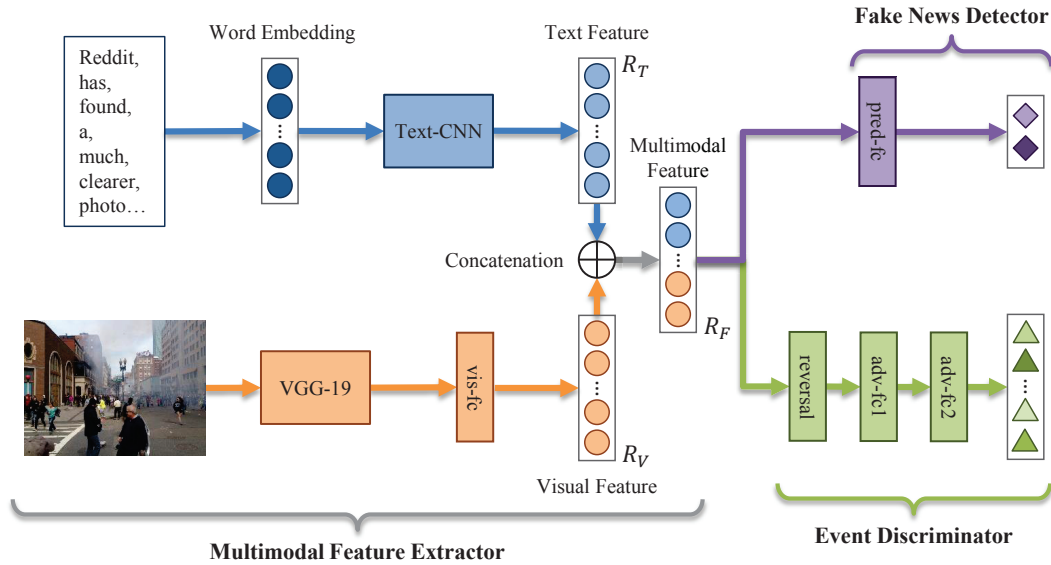 Fake News Detector
Word Embedding
Text Feature
Reddit,
has,
found,
a,
much,
clearer,
photo…
Text-CNN
R_T
pred-fc
Multimodal
Feature
Concatenation
R_F
VGG-19
vis-fc
R_V
Visual Feature
reversal
adv-fc1
adv-fc2
Multimodal Feature Extractor
Event Discriminator